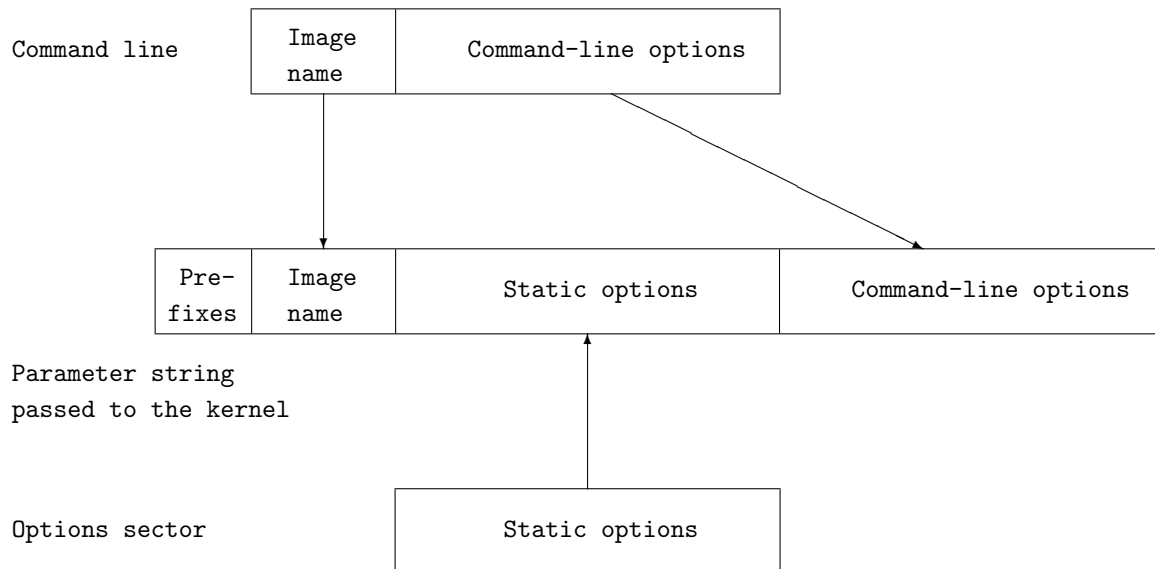 Command line
Image
name
Command-line options
Pre-
fixes
Image
name
Static options
Command-line options
Parameter string
passed to the kernel
Options sector
Static options